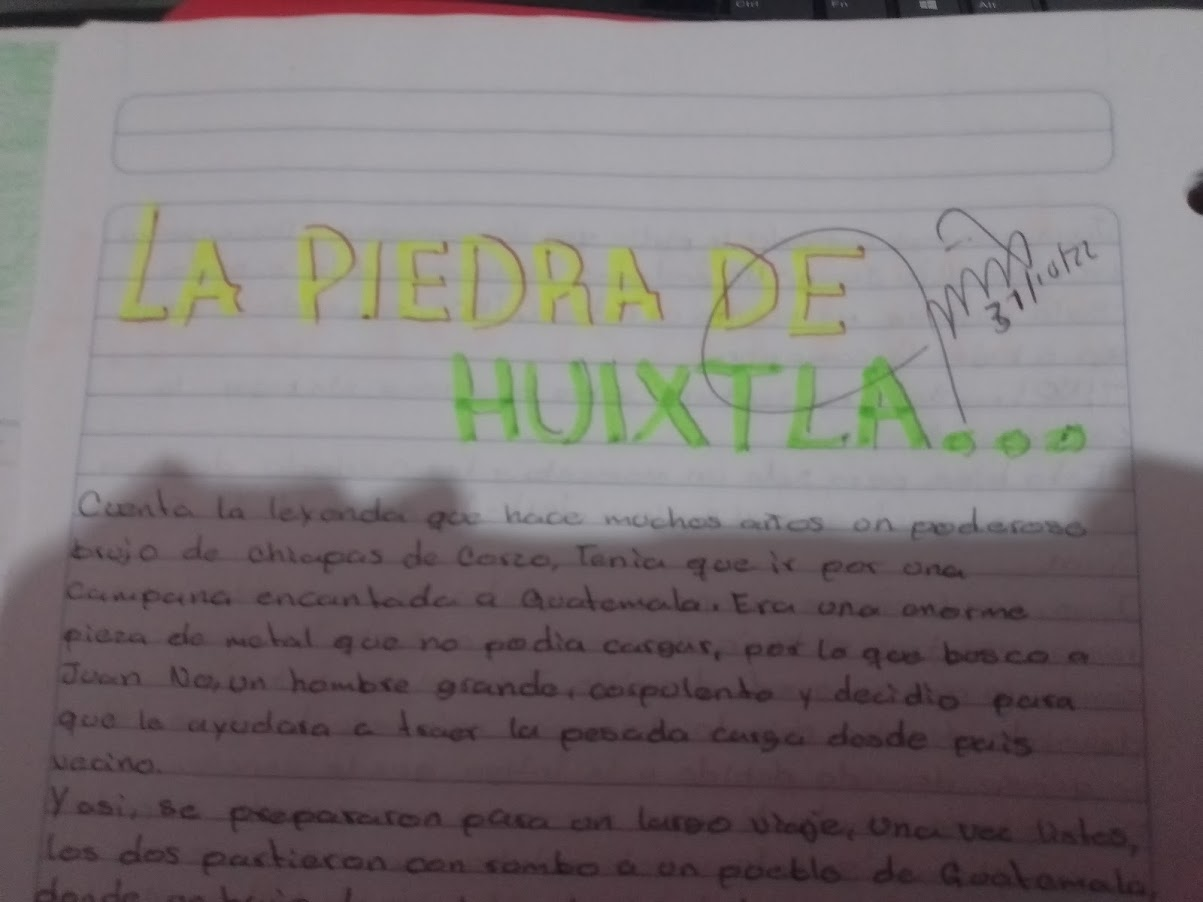 LA PIEDRA DE
HUIXTLA...
31/10/22
Cuenta la leyenda que hace muchos años un poderoso
brujo de chiapas de Corzo, Tenia que ir por una
Campana encantada a Guatemala. Era una enorme
pieza de metal que no podia cargar, por lo que busco a
Juan No, un hombre grande, corpulento y decidio para
que le ayudara a traer la pesada carga desde pais
vecino.
Y asi, se prepararon para un largo viaje, una vez listos,
los dos partieron con rumbo a un pueblo de Guatemala,
donde